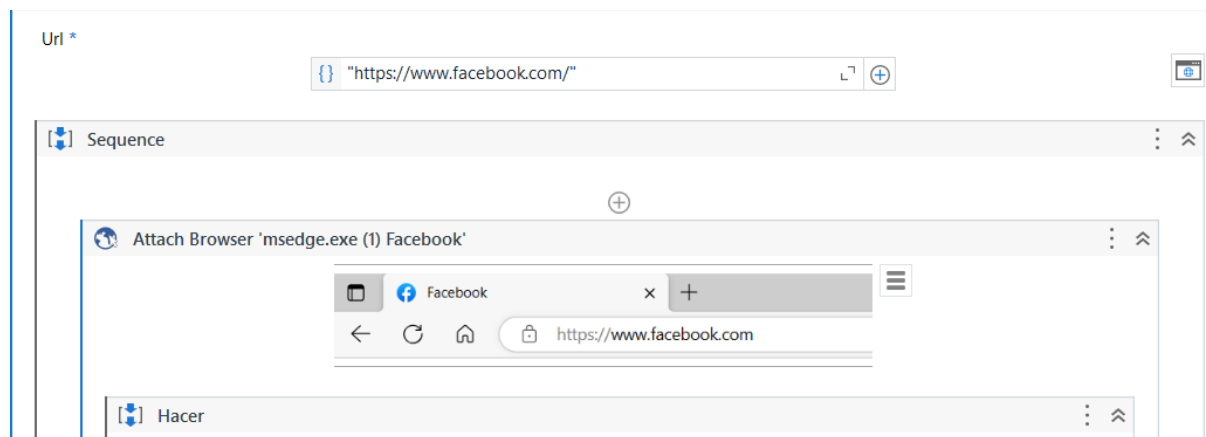 Url *
{} "https://www.facebook.com/"
Sequence
Attach Browser 'msedge.exe (1) Facebook'
Facebook
https://www.facebook.com
Hacer